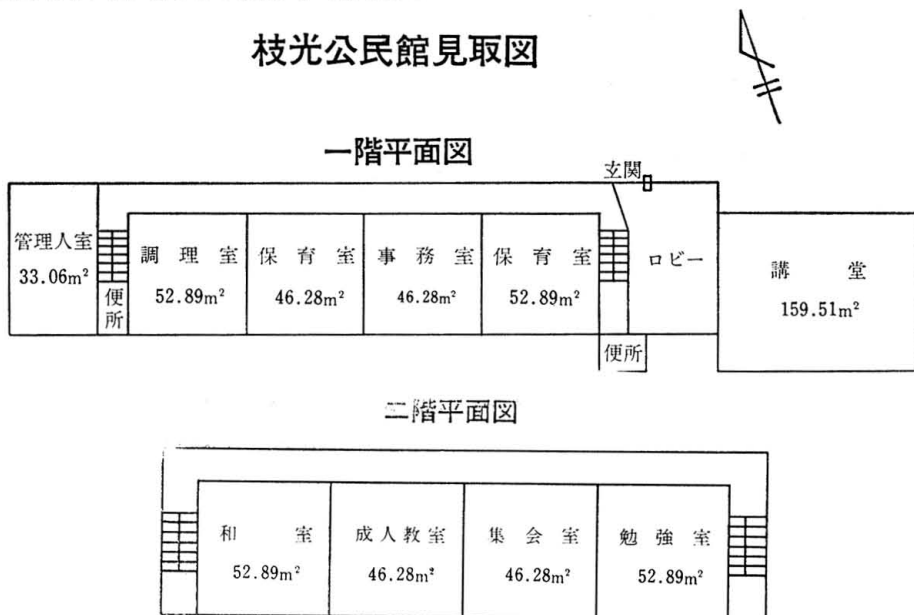 枝光公民館見取図
一階平面図
玄関
管理人室
33.06m²
便所
調理室
52.89m²
保育室
46.28m²
事務室
46.28m²
保育室
52.89m²
ロビー
便所
講堂
159.51m²
二階平面図
和室
52.89m²
成人教室
46.28m²
集会室
46.28m²
勉強室
52.89m²